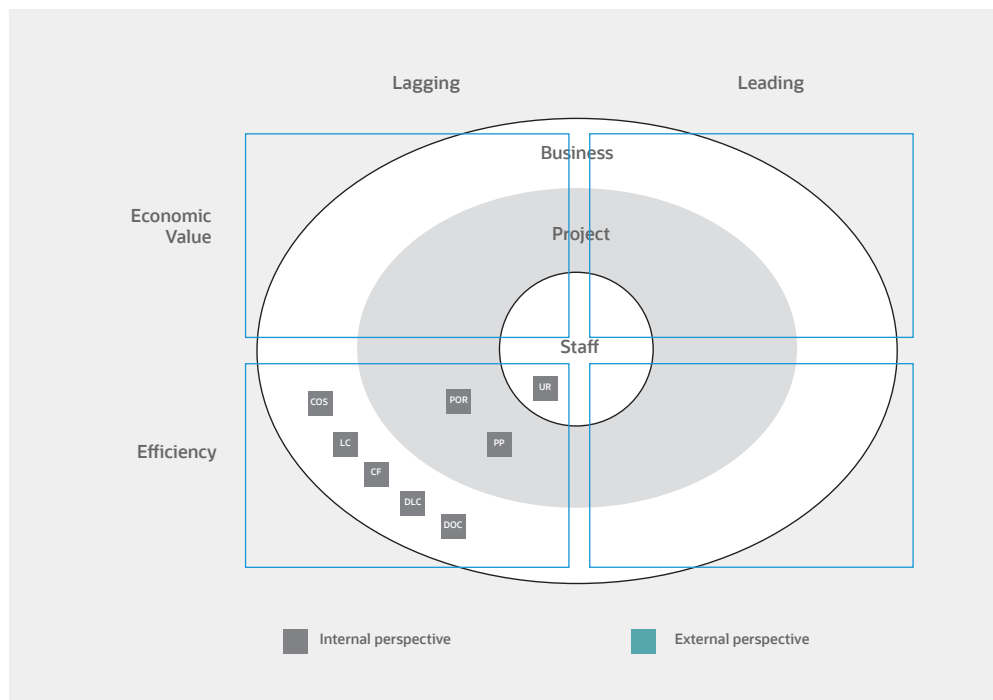 Lagging
Leading
Business
Economic
Value
Project
Staff
UR
COS
POR
LC
PP
Efficiency
CF
DLC
DOC
Internal perspective
External perspective